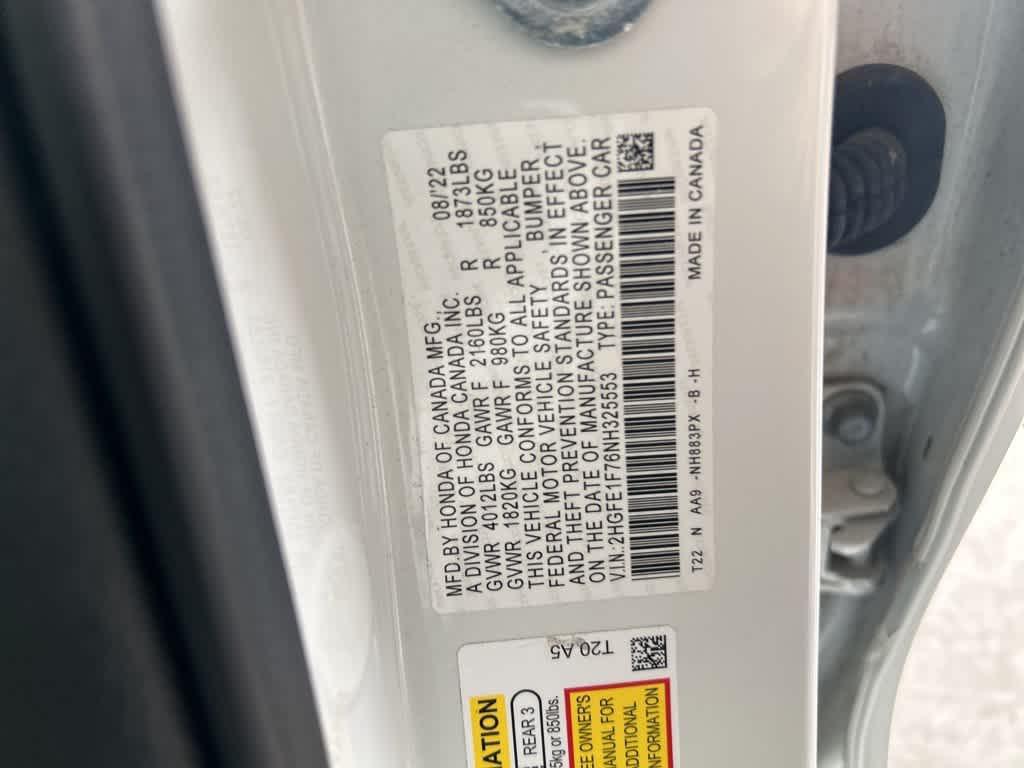 MFD.BY HONDA OF CANADA MFG., 08/'22
A DIVISION OF HONDA CANADA INC.
GVWR 4012LBS GAWR F 2160LBS R 1873LBS
GVWR 1820KG GAWR F 980KG R 850KG
THIS VEHICLE CONFORMS TO ALL APPLICABLE
FEDERAL MOTOR VEHICLE SAFETY, BUMPER,
AND THEFT PREVENTION STANDARDS, IN EFFECT
ON THE DATE OF MANUFACTURE SHOWN ABOVE.
V.I.N.:2HGFE1F76NH325553 TYPE: PASSENGER CAR
T22 N AA9 -NH883PX -B -H MADE IN CANADA
T20 A5
REAR 3
or 850lbs.
OWNER'S
MANUAL FOR
ADDITIONAL
INFORMATION